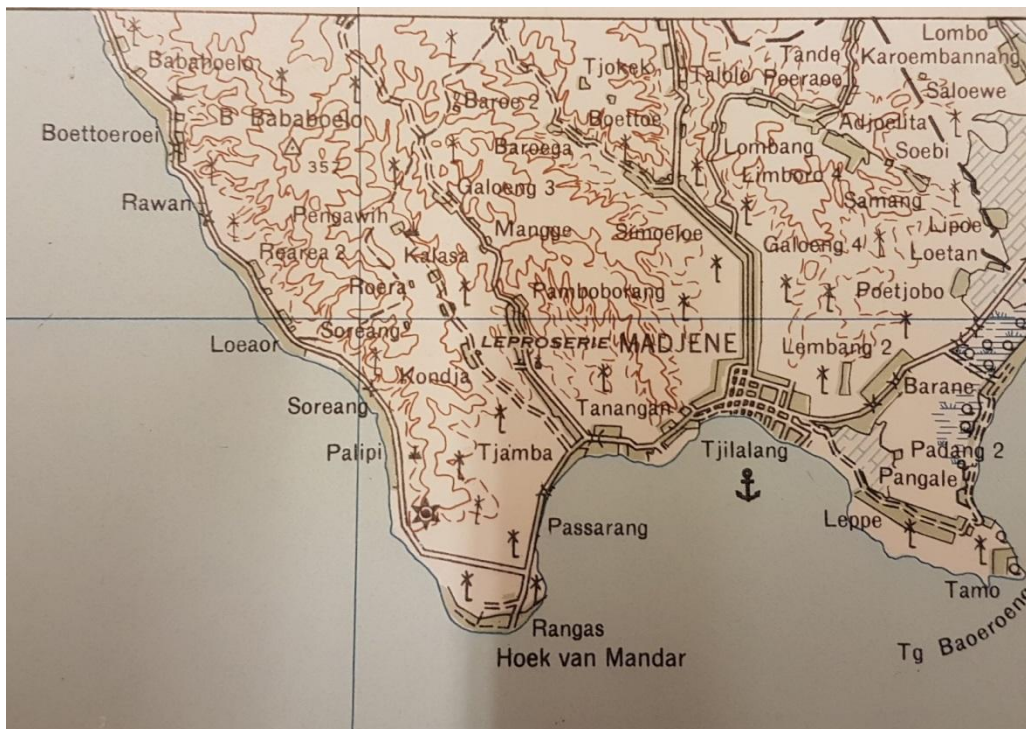 Lombo
Bababoelo
Tjokek
Talolo
Tande
Poeraoe
Karoembannang
Saloewe
Baroe 2
B Bababoelo
Boettoe
Adjoelita
Boettoeroei
352
Baroega
Lombang
Soebi
Limboro 4
Galoeng 3
Samang
Rawan
Pengawih
Mangge
Simoeloe
Lipoe
Rearea 2
Kalasa
Galoeng 4
Loetan
Roera
Pamboborang
Poetjobo
Soreang
Loeaor
LEPROSERIE
MADJENE
Lembang 2
Kondja
Barane
Soreang
Tanangan
Palipi
Tjamba
Tjilalang
Padang 2
Pangale
Passarang
Leppe
Tamo
Rangas
Hoek van Mandar
Tg Baoeroeng